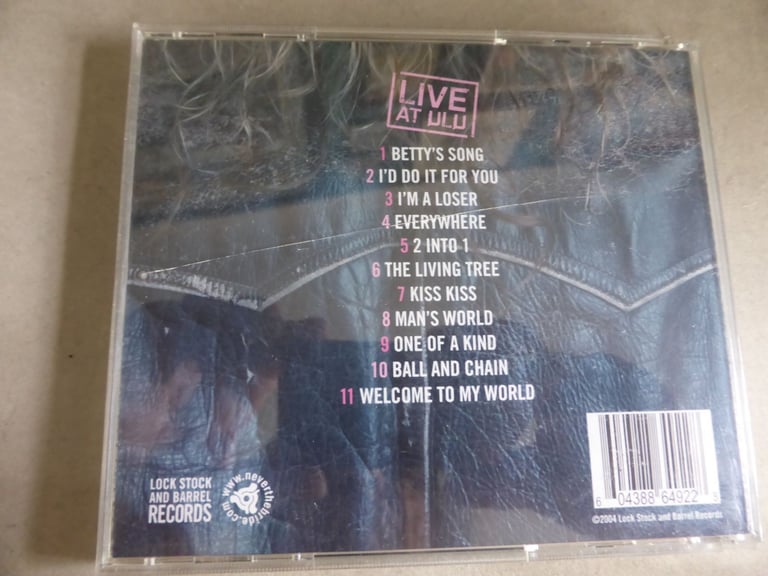 LIVE
AT ULU
1 BETTY'S SONG
2 I'D DO IT FOR YOU
3 I'M A LOSER
4 EVERYWHERE
5 2 INTO 1
6 THE LIVING TREE
7 KISS KISS
8 MAN'S WORLD
9 ONE OF A KIND
10 BALL AND CHAIN
11 WELCOME TO MY WORLD
LOCK STOCK
AND BARREL
RECORDS
www.neverthebride.com
6 04388 64922 8
©2004 Lock Stock and Barrel Records